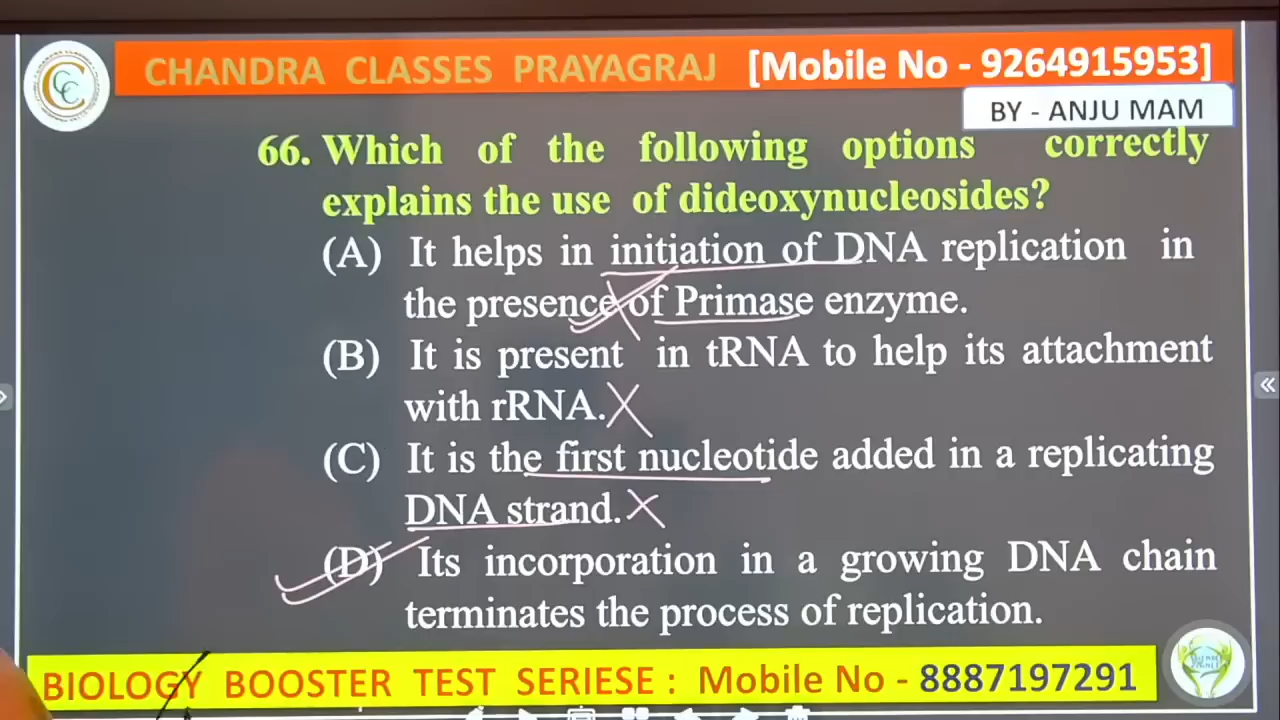 CHANDRA CLASSES PRAYAGRAJ [Mobile No - 9264915953]
BY - ANJU MAM
66. Which of the following options correctly
explains the use of dideoxynucleosides?
(A) It helps in initiation of DNA replication in
the presence of Primase enzyme.
(B) It is present in tRNA to help its attachment
with rRNA.
(C) It is the first nucleotide added in a replicating
DNA strand.
(D) Its incorporation in a growing DNA chain
terminates the process of replication.
BIOLOGY BOOSTER TEST SERIESE : Mobile No - 8887197291